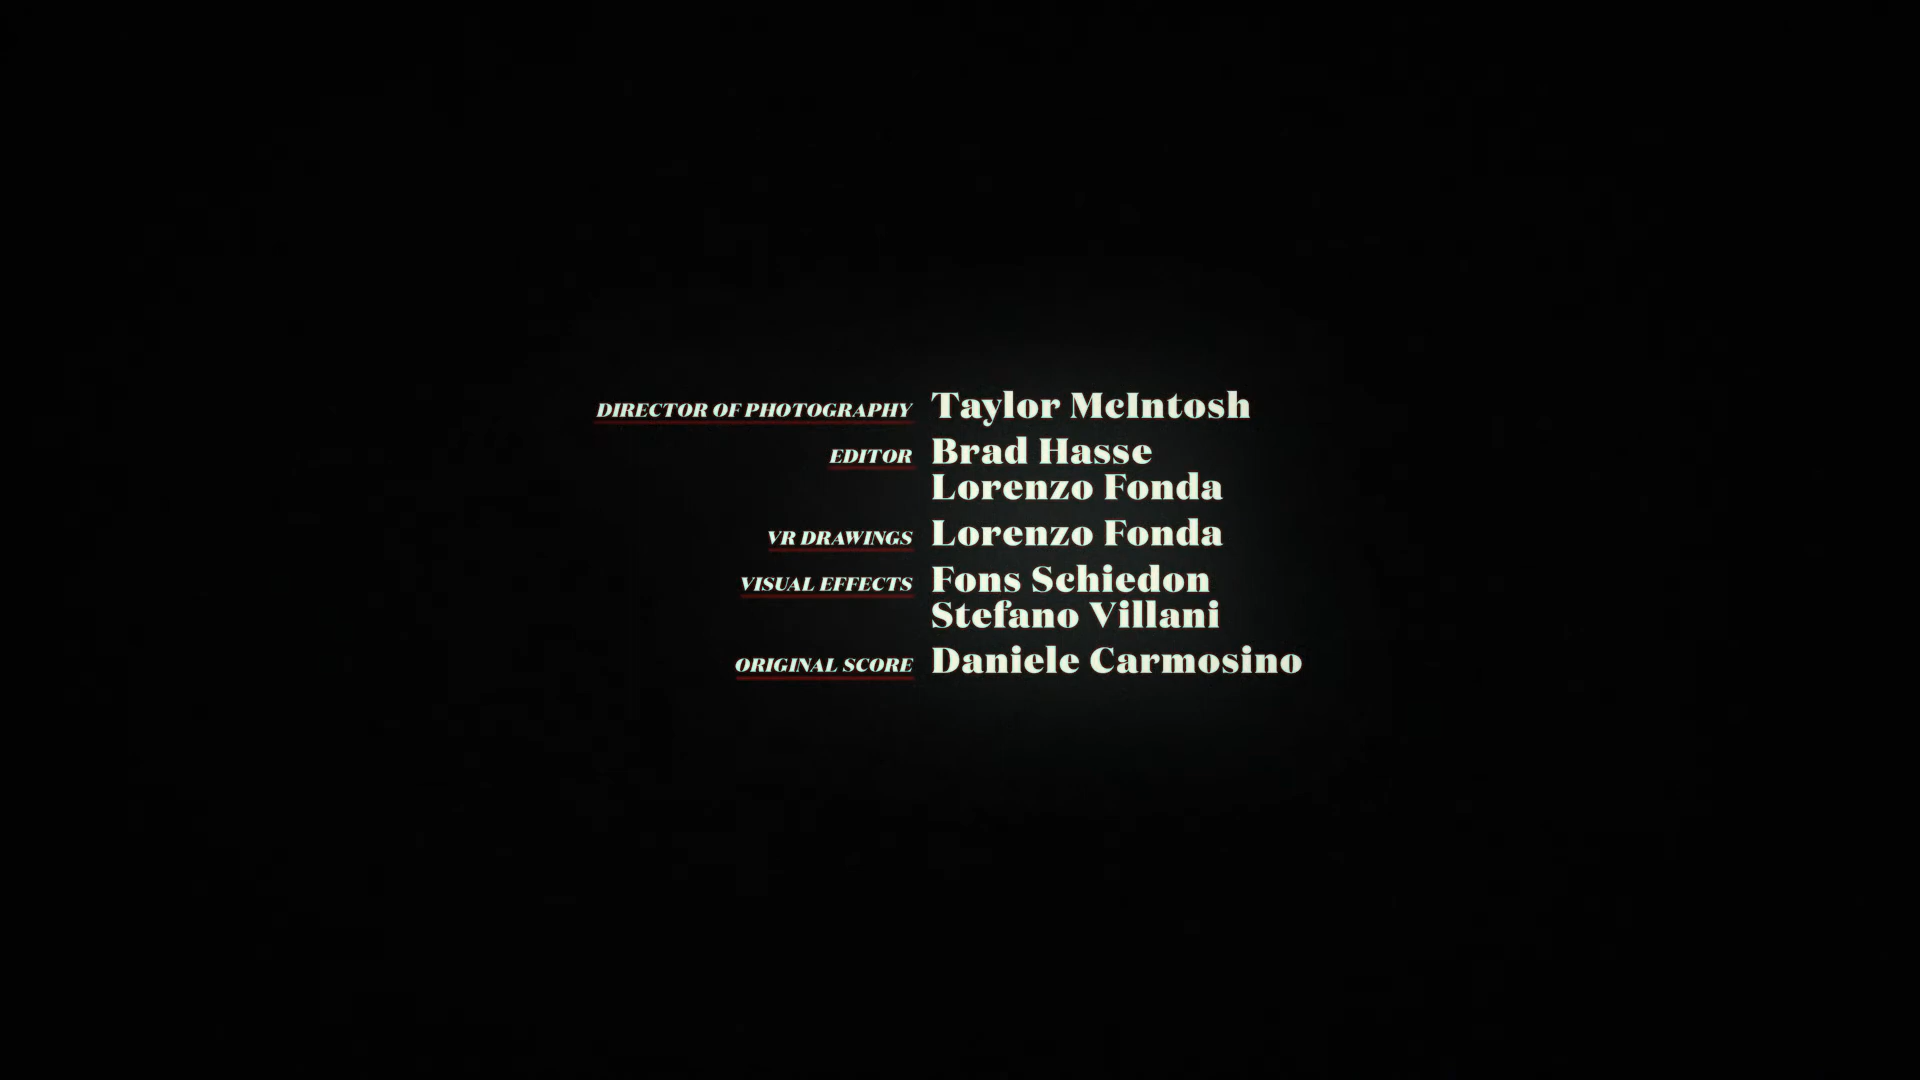 DIRECTOR OF PHOTOGRAPHY Taylor McIntosh
EDITOR Brad Hasse
Lorenzo Fonda
VR DRAWINGS Lorenzo Fonda
VISUAL EFFECTS Fons Schiedon
Stefano Villani
ORIGINAL SCORE Daniele Carmosino